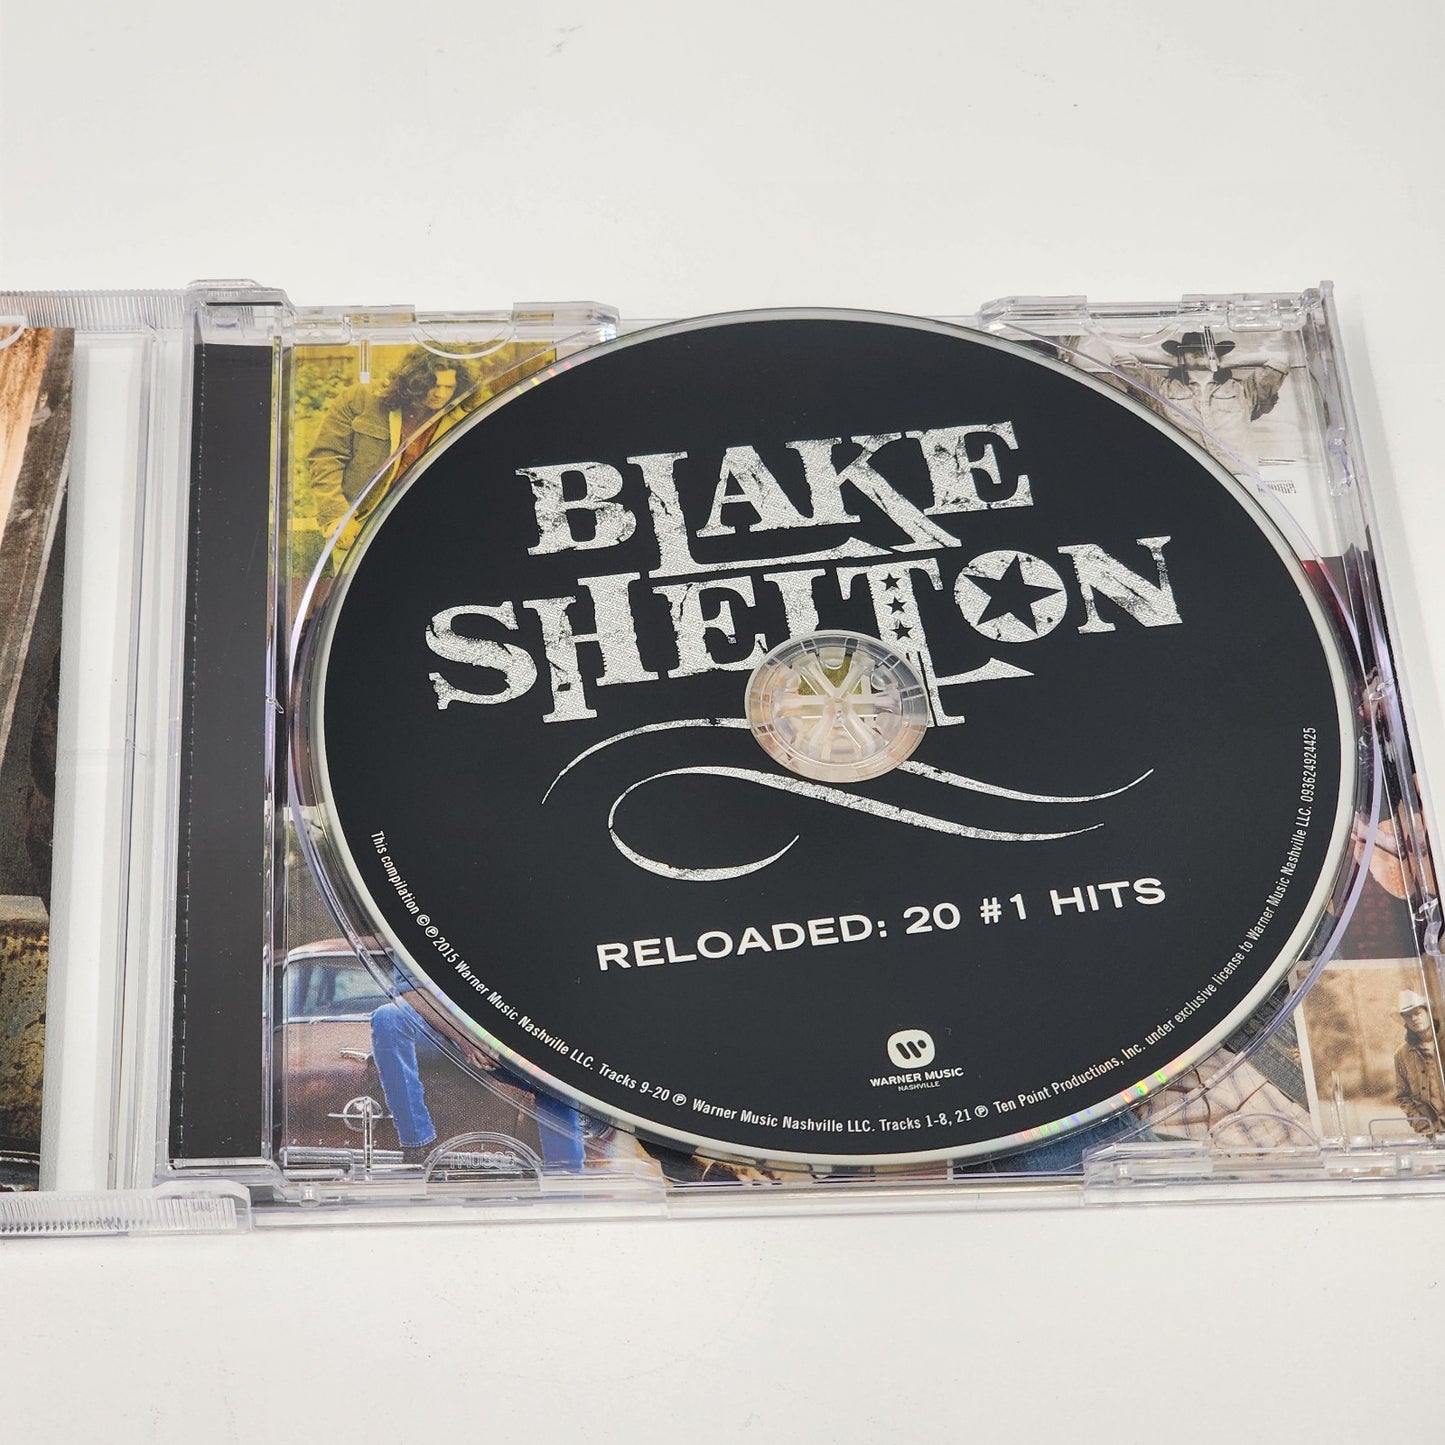 BLAKE
SHELTON
RELOADED: 20 #1 HITS
WARNER MUSIC
NASHVILLE
This compilation © ℗ 2015 Warner Music Nashville LLC. Tracks 9-20 ℗ Warner Music Nashville LLC. Tracks 1-8, 21 ℗ Ten Point Productions, Inc. under exclusive license to Warner Music Nashville LLC. 093624924425